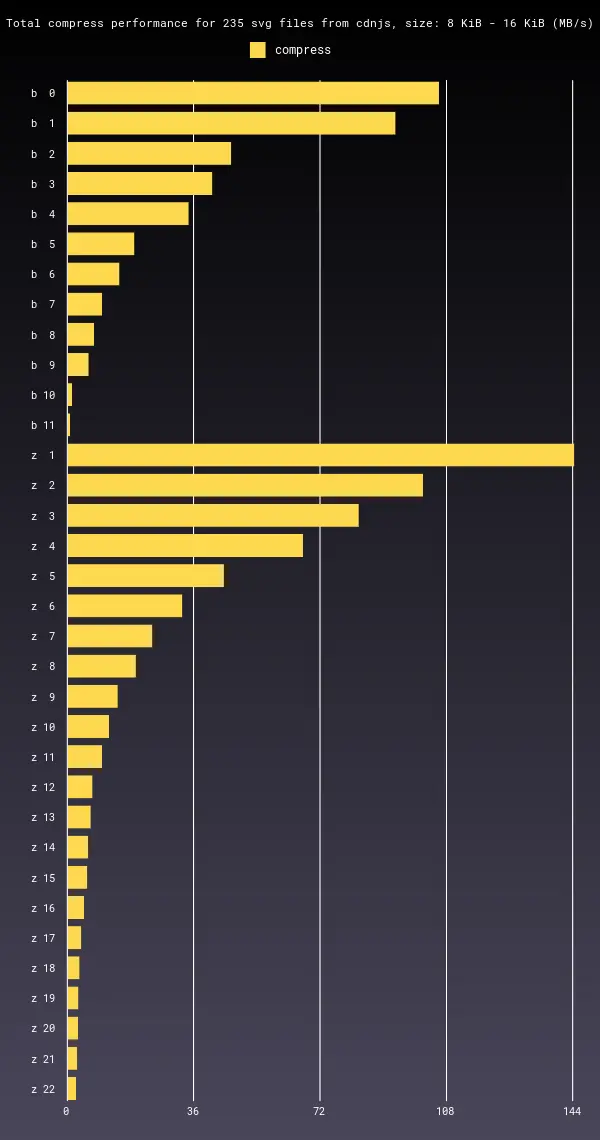 Total compress performance for 235 svg files from cdnjs, size: 8 KiB - 16 KiB (MB/s)
compress
b 0
b 1
b 2
b 3
b 4
b 5
b 6
b 7
b 8
b 9
b 10
b 11
z 1
z 2
z 3
z 4
z 5
z 6
z 7
z 8
z 9
z 10
z 11
z 12
z 13
z 14
z 15
z 16
z 17
z 18
z 19
z 20
z 21
z 22
0 36 72 108 144